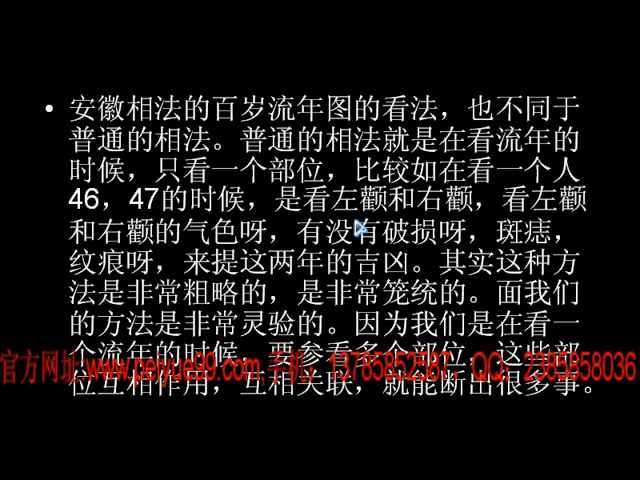 • 安徽相法的百岁流年图的看法，也不同于
普通的相法。普通的相法就是在看流年的
时候，只看一个部位，比较如在看一个人
46，47的时候，是看左颧和右颧，看左颧
和右颧的气色呀，有没有破损呀，斑痣，
纹痕呀，来提这两年的吉凶。其实这种方
法是非常粗略的，是非常笼统的。面我们
的方法是非常灵验的。因为我们是在看一
个流年的时候，要参看多个部位，这些部
官方网址:www.peiyue99.com,手机：13785852587，QQ：2385858036
位互相作用，互相关联，就能断出很多事。